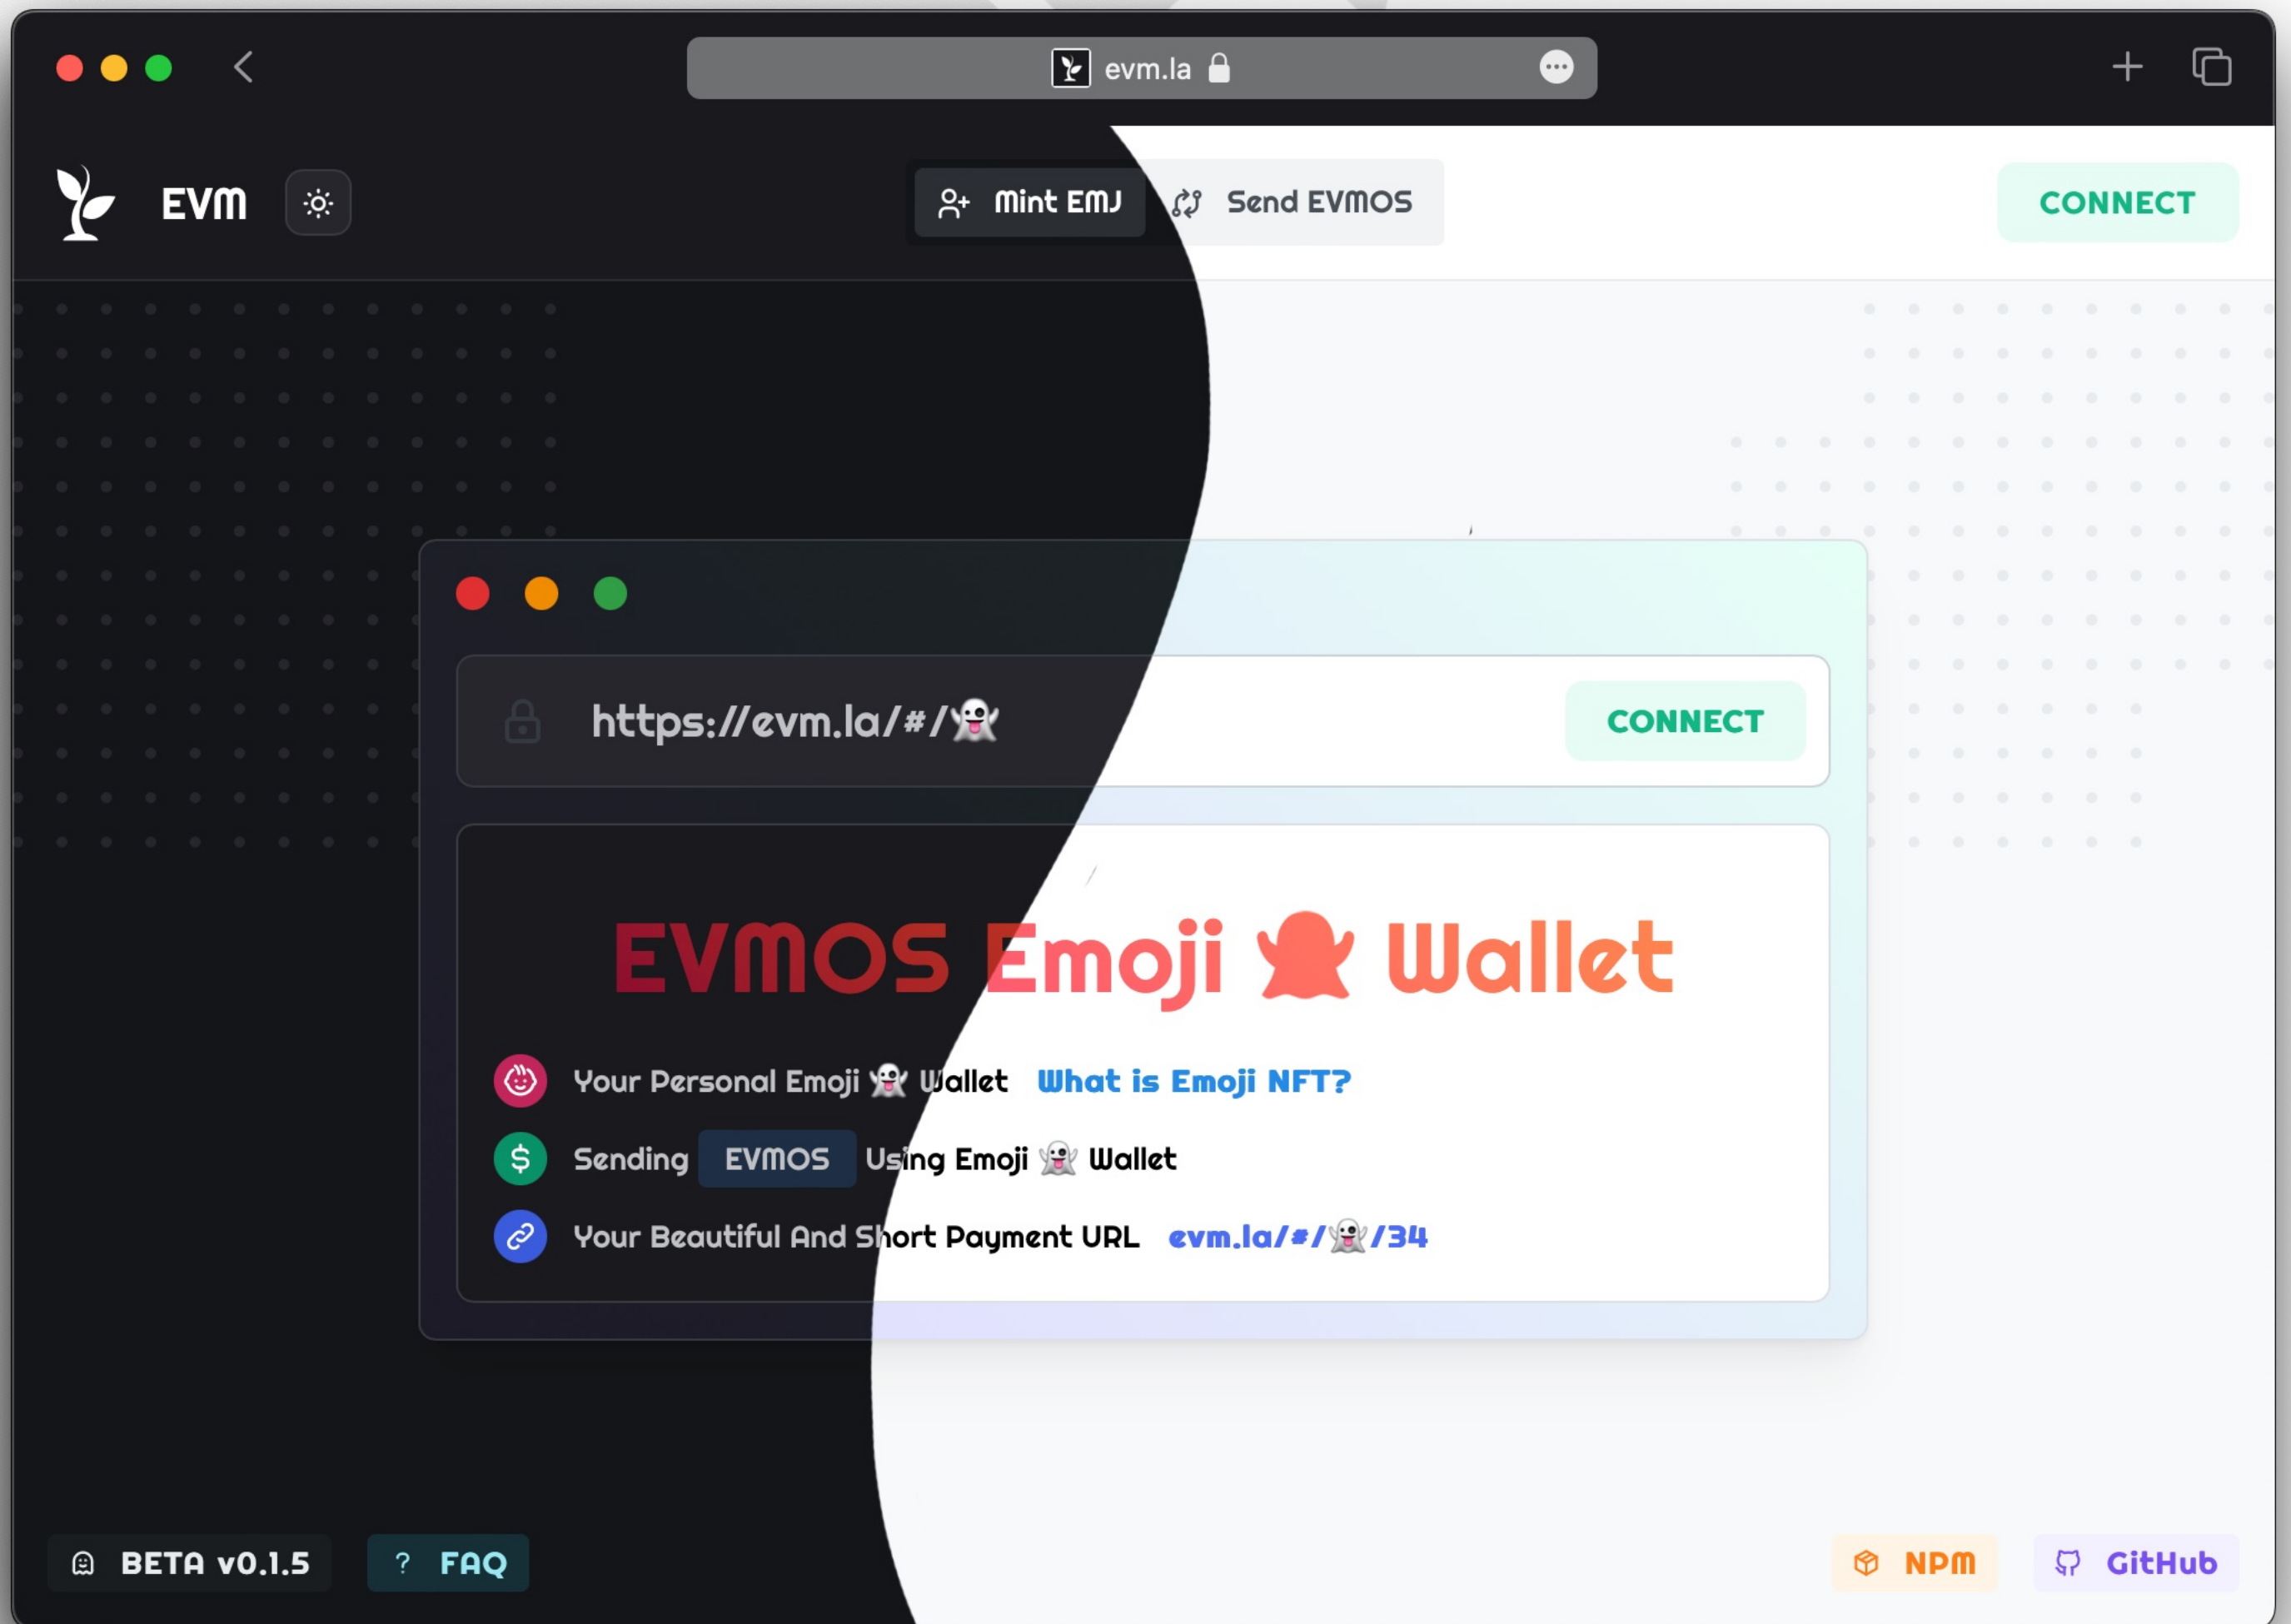 evm.la
EVM
Mint EMJ
Send EVMOS
CONNECT
https://evm.la/#/👻
CONNECT
EVMOS Emoji 👻 Wallet
Your Personal Emoji 👻 Wallet What is Emoji NFT?
Sending EVMOS Using Emoji 👻 Wallet
Your Beautiful And Short Payment URL evm.la/#/👻/34
BETA v0.1.5
? FAQ
NPM
GitHub